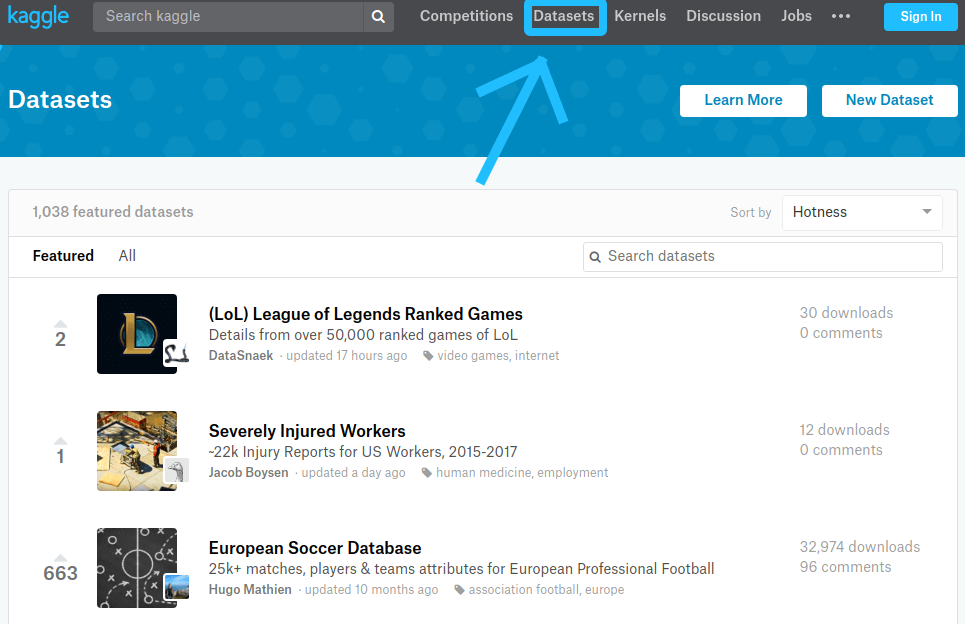 kaggle Search kaggle Competitions Datasets Kernels Discussion Jobs ••• Sign In
Datasets Learn More New Dataset
1,038 featured datasets Sort by Hotness
Featured All Search datasets
(LoL) League of Legends Ranked Games
Details from over 50,000 ranked games of LoL
DataSnaek · updated 17 hours ago video games, internet
2
30 downloads
0 comments
Severely Injured Workers
~22k Injury Reports for US Workers, 2015-2017
Jacob Boysen · updated a day ago human medicine, employment
1
12 downloads
0 comments
European Soccer Database
25k+ matches, players & teams attributes for European Professional Football
Hugo Mathien · updated 10 months ago association football, europe
663
32,974 downloads
96 comments